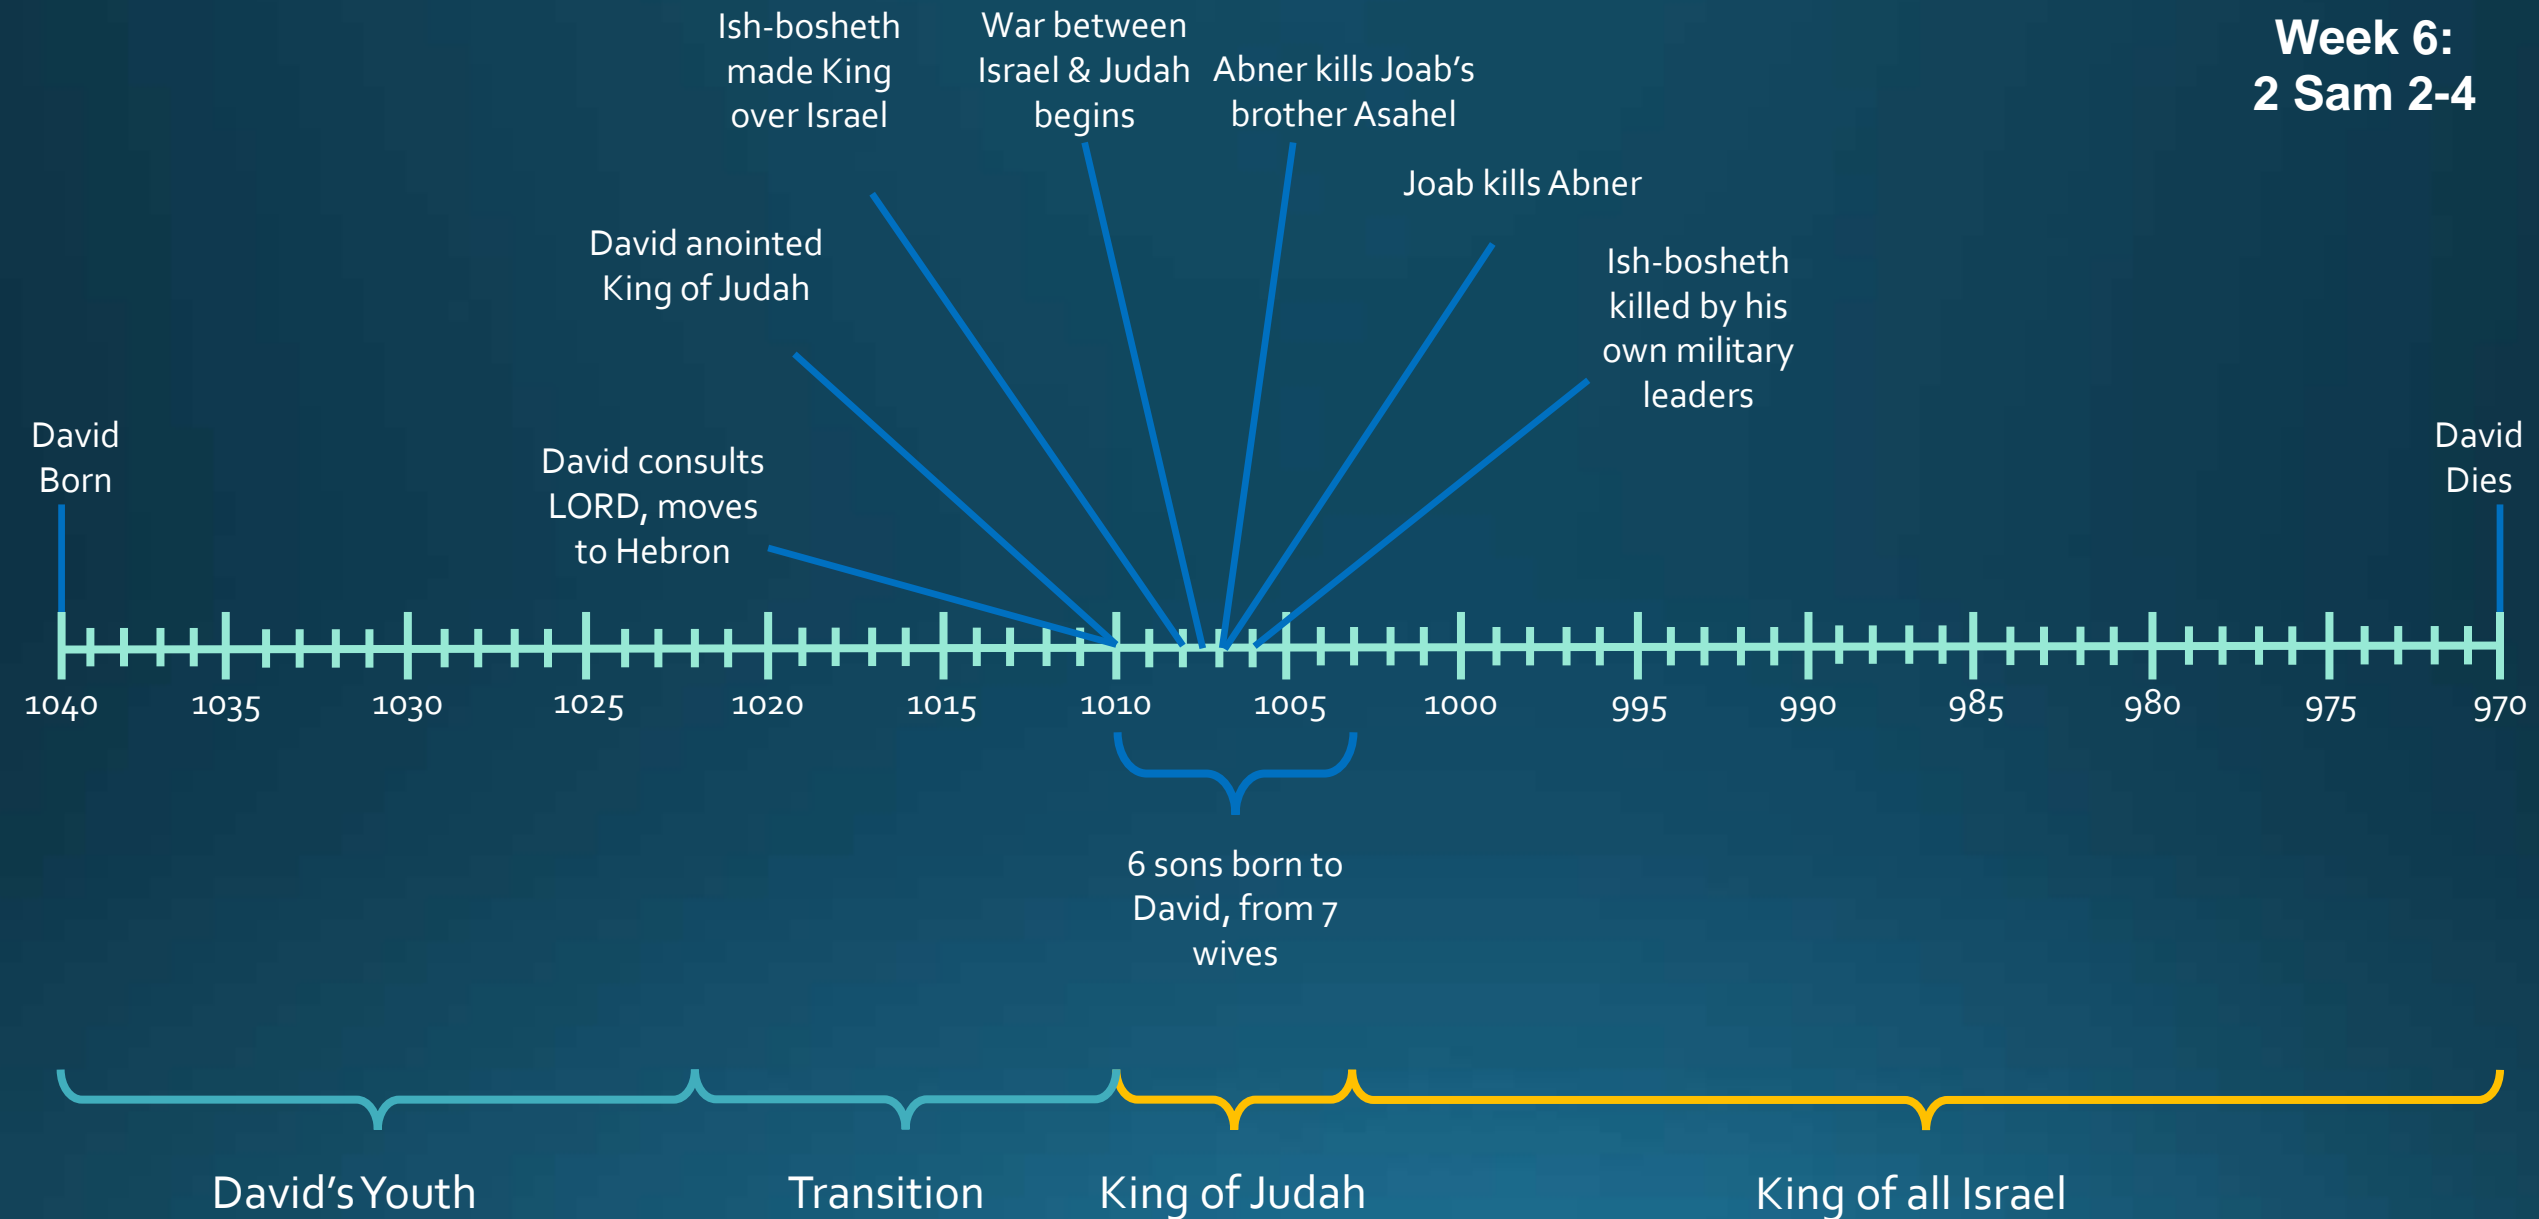 Week 6:
2 Sam 2-4
Ish-bosheth
made King
over Israel
War between
Israel & Judah
begins
Abner kills Joab's
brother Asahel
Joab kills Abner
David anointed
King of Judah
Ish-bosheth
killed by his
own military
leaders
David consults
LORD, moves
to Hebron
David
Born
David
Dies
1040 1035 1030 1025 1020 1015 1010 1005 1000 995 990 985 980 975 970
6 sons born to
David, from 7
wives
David's Youth Transition King of Judah King of all Israel